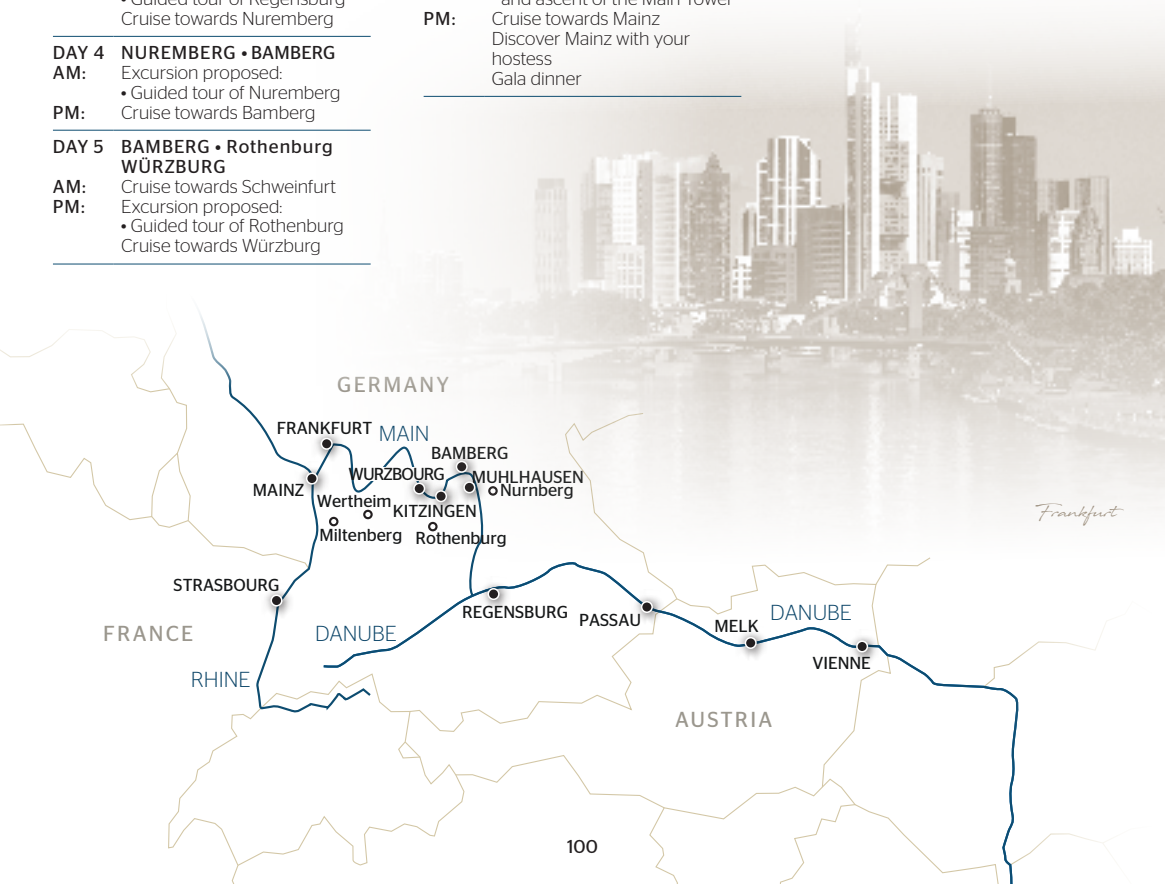 • Guided tour of Regensburg
Cruise towards Nuremberg
DAY 4 NUREMBERG • BAMBERG
AM: Excursion proposed:
• Guided tour of Nuremberg
PM: Cruise towards Bamberg
DAY 5 BAMBERG • Rothenburg
WÜRZBURG
AM: Cruise towards Schweinfurt
PM: Excursion proposed:
• Guided tour of Rothenburg
Cruise towards Würzburg
and ascent of the Main Tower
PM: Cruise towards Mainz
Discover Mainz with your
hostess
Gala dinner
GERMANY
FRANKFURT
MAIN
BAMBERG
WURZBOURG
MUHLHAUSEN
MAINZ
Nurnberg
Wertheim
KITZINGEN
Miltenberg
Rothenburg
Frankfurt
STRASBOURG
REGENSBURG
PASSAU
MELK
DANUBE
FRANCE
DANUBE
VIENNE
RHINE
AUSTRIA
100